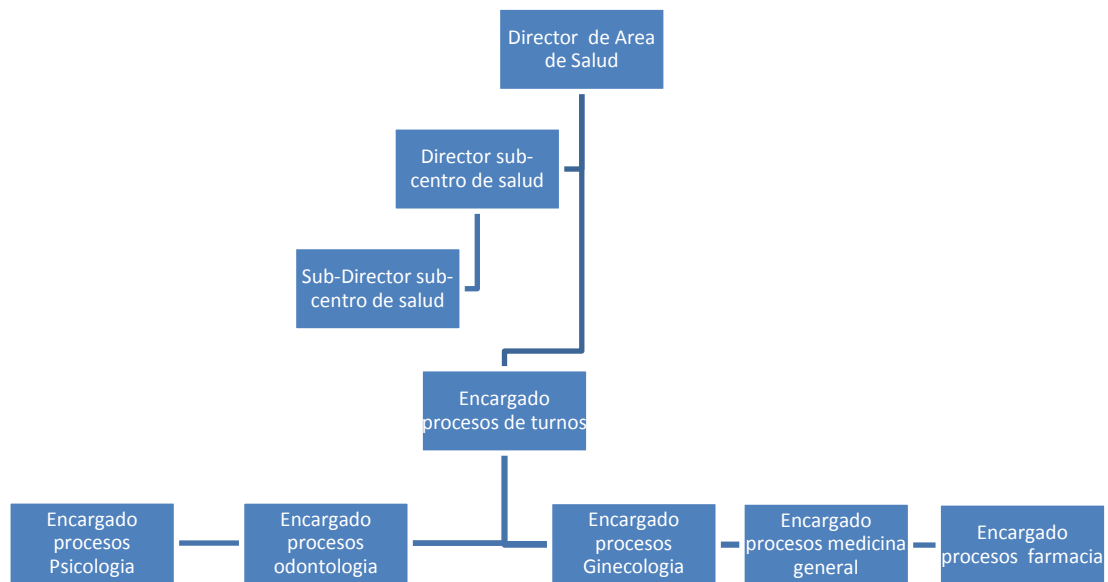 Director de Area
de Salud
Director sub-
centro de salud
Sub-Director sub-
centro de salud
Encargado
procesos de turnos
Encargado
procesos
Psicologia
Encargado
procesos
odontologia
Encargado
procesos
Ginecologia
Encargado
procesos medicina
general
Encargado
procesos farmacia